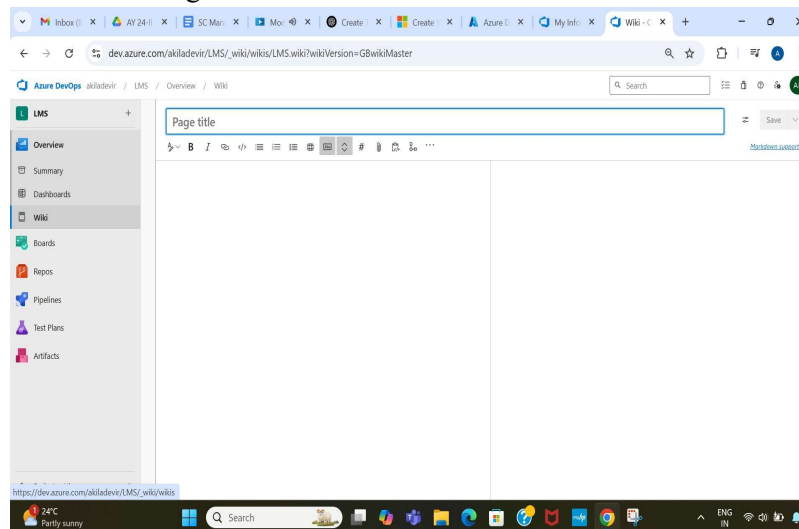 Inbox (
AY 24-
SC Man
Mo
Create
Create
Azure D
My Info
Wiki - C
dev.azure.com/akiladevir/LMS/_wiki/wikis/LMS.wiki?wikiVersion=GBwikiMaster
A
Azure DevOps akiladevir / LMS / Overview / Wiki
Search
L LMS +
Page title
Save
Overview
B I
#
Markdown support
Summary
Dashboards
Wiki
Boards
Repos
Pipelines
Test Plans
Artifacts
https://dev.azure.com/akiladevir/LMS/_wiki/wikis
1
24°C
Partly sunny
Search
ENG
IN